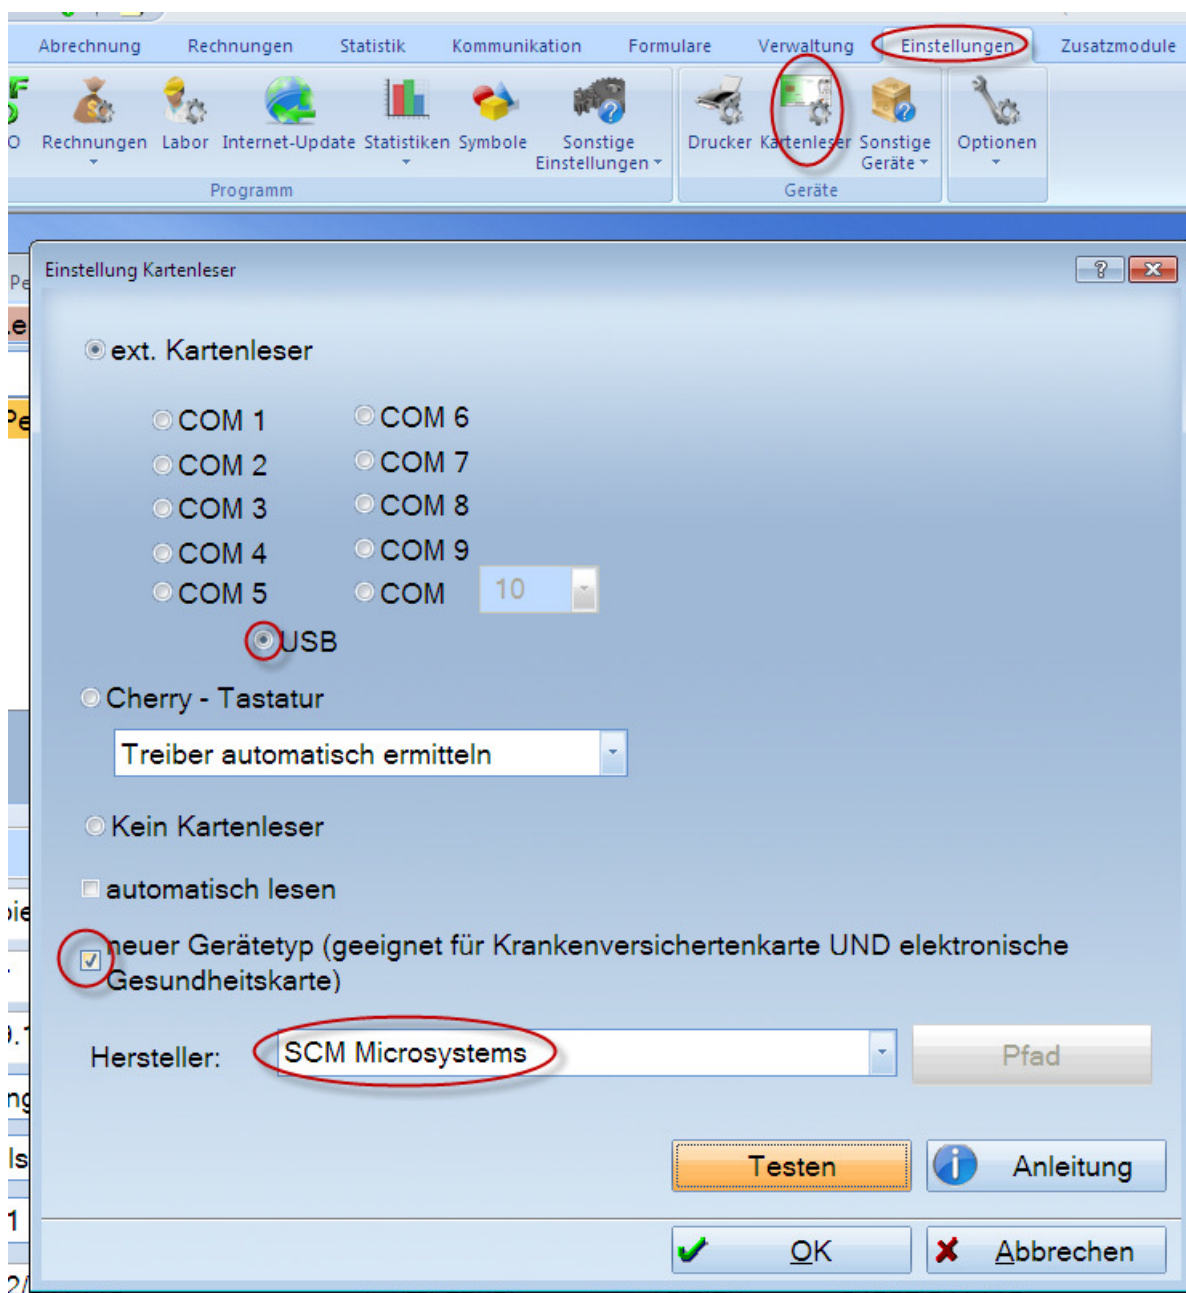 Abrechnung Rechnungen Statistik Kommunikation Formulare Verwaltung Einstellungen Zusatzmodule
O Rechnungen Labor Internet-Update Statistiken Symbole Sonstige Einstellungen Drucker Kartenleser Sonstige Geräte Optionen
Programm Geräte
Einstellung Kartenleser
Pe
ext. Kartenleser
COM 1 COM 6
COM 2 COM 7
COM 3 COM 8
COM 4 COM 9
COM 5 COM 10
USB
Cherry - Tastatur
Treiber automatisch ermitteln
Kein Kartenleser
automatisch lesen
neuer Gerätetyp (geeignet für Krankenversichertenkarte UND elektronische
Gesundheitskarte)
Hersteller: SCM Microsystems Pfad
Testen Anleitung
OK Abbrechen